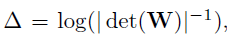 Δ = log(| det(𝐖)|⁻¹),